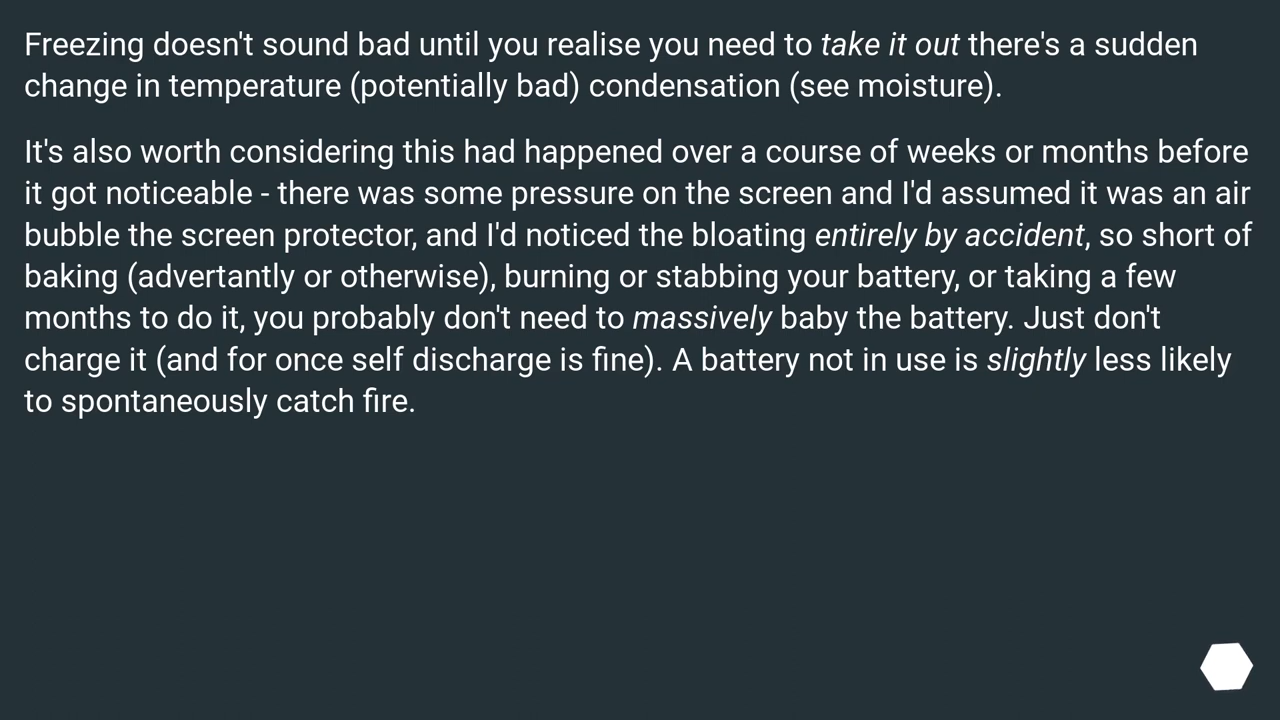 Freezing doesn't sound bad until you realise you need to take it out there's a sudden
change in temperature (potentially bad) condensation (see moisture).
It's also worth considering this had happened over a course of weeks or months before
it got noticeable - there was some pressure on the screen and I'd assumed it was an air
bubble the screen protector, and I'd noticed the bloating entirely by accident, so short of
baking (advertantly or otherwise), burning or stabbing your battery, or taking a few
months to do it, you probably don't need to massively baby the battery. Just don't
charge it (and for once self discharge is fine). A battery not in use is slightly less likely
to spontaneously catch fire.